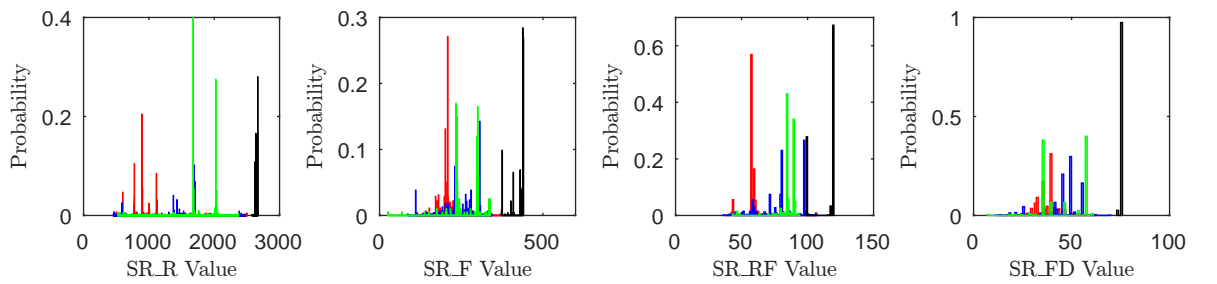 0.4
0.2
0
Probability
0 1000 2000 3000
SR_R Value
0.3
0.2
0.1
0
Probability
0 500
SR_F Value
0.6
0.4
0.2
0
Probability
0 50 100 150
SR_RF Value
1
0.5
0
Probability
0 50 100
SR_FD Value